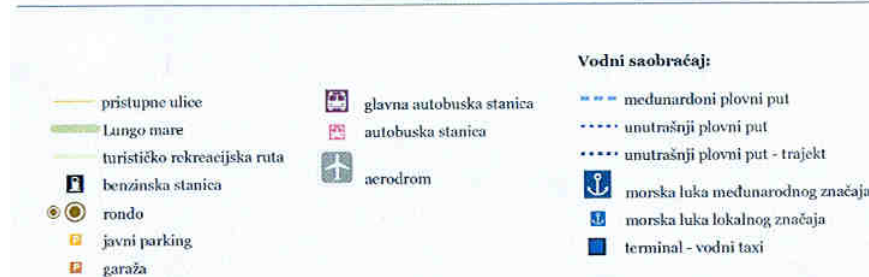 pristupne ulice
Lungo mare
turističko rekreacijska ruta
benzinska stanica
rondo
P javni parking
P garaža
glavna autobuska stanica
autobuska stanica
aerodrom
Vodni saobraćaj:
međunardoni plovni put
unutrašnji plovni put
unutrašnji plovni put - trajekt
morska luka međunarodnog značaja
morska luka lokalnog značaja
terminal - vodni taxi